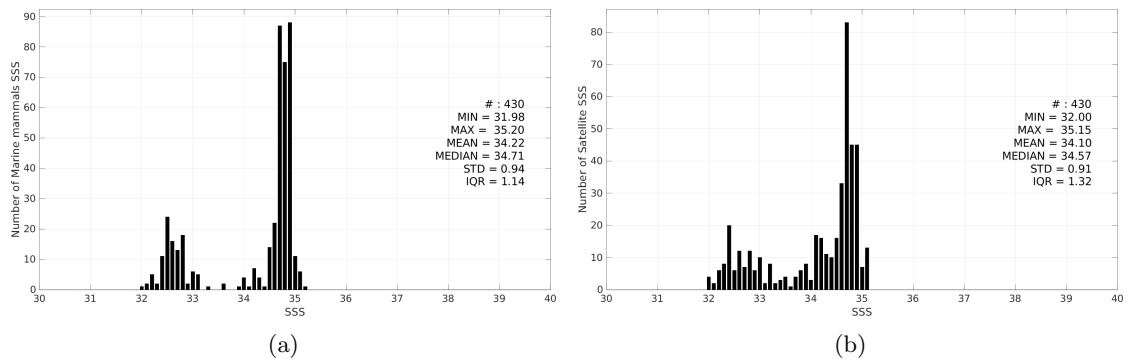 90
80
70
60
50
40
30
20
10
0
Number of Marine mammals SSS
# : 430
MIN = 31.98
MAX = 35.20
MEAN = 34.22
MEDIAN = 34.71
STD = 0.94
IQR = 1.14
30 31 32 33 34 35 36 37 38 39 40
SSS
(a)
80
70
60
50
40
30
20
10
0
Number of Satellite SSS
# : 430
MIN = 32.00
MAX = 35.15
MEAN = 34.10
MEDIAN = 34.57
STD = 0.91
IQR = 1.32
30 31 32 33 34 35 36 37 38 39 40
SSS
(b)